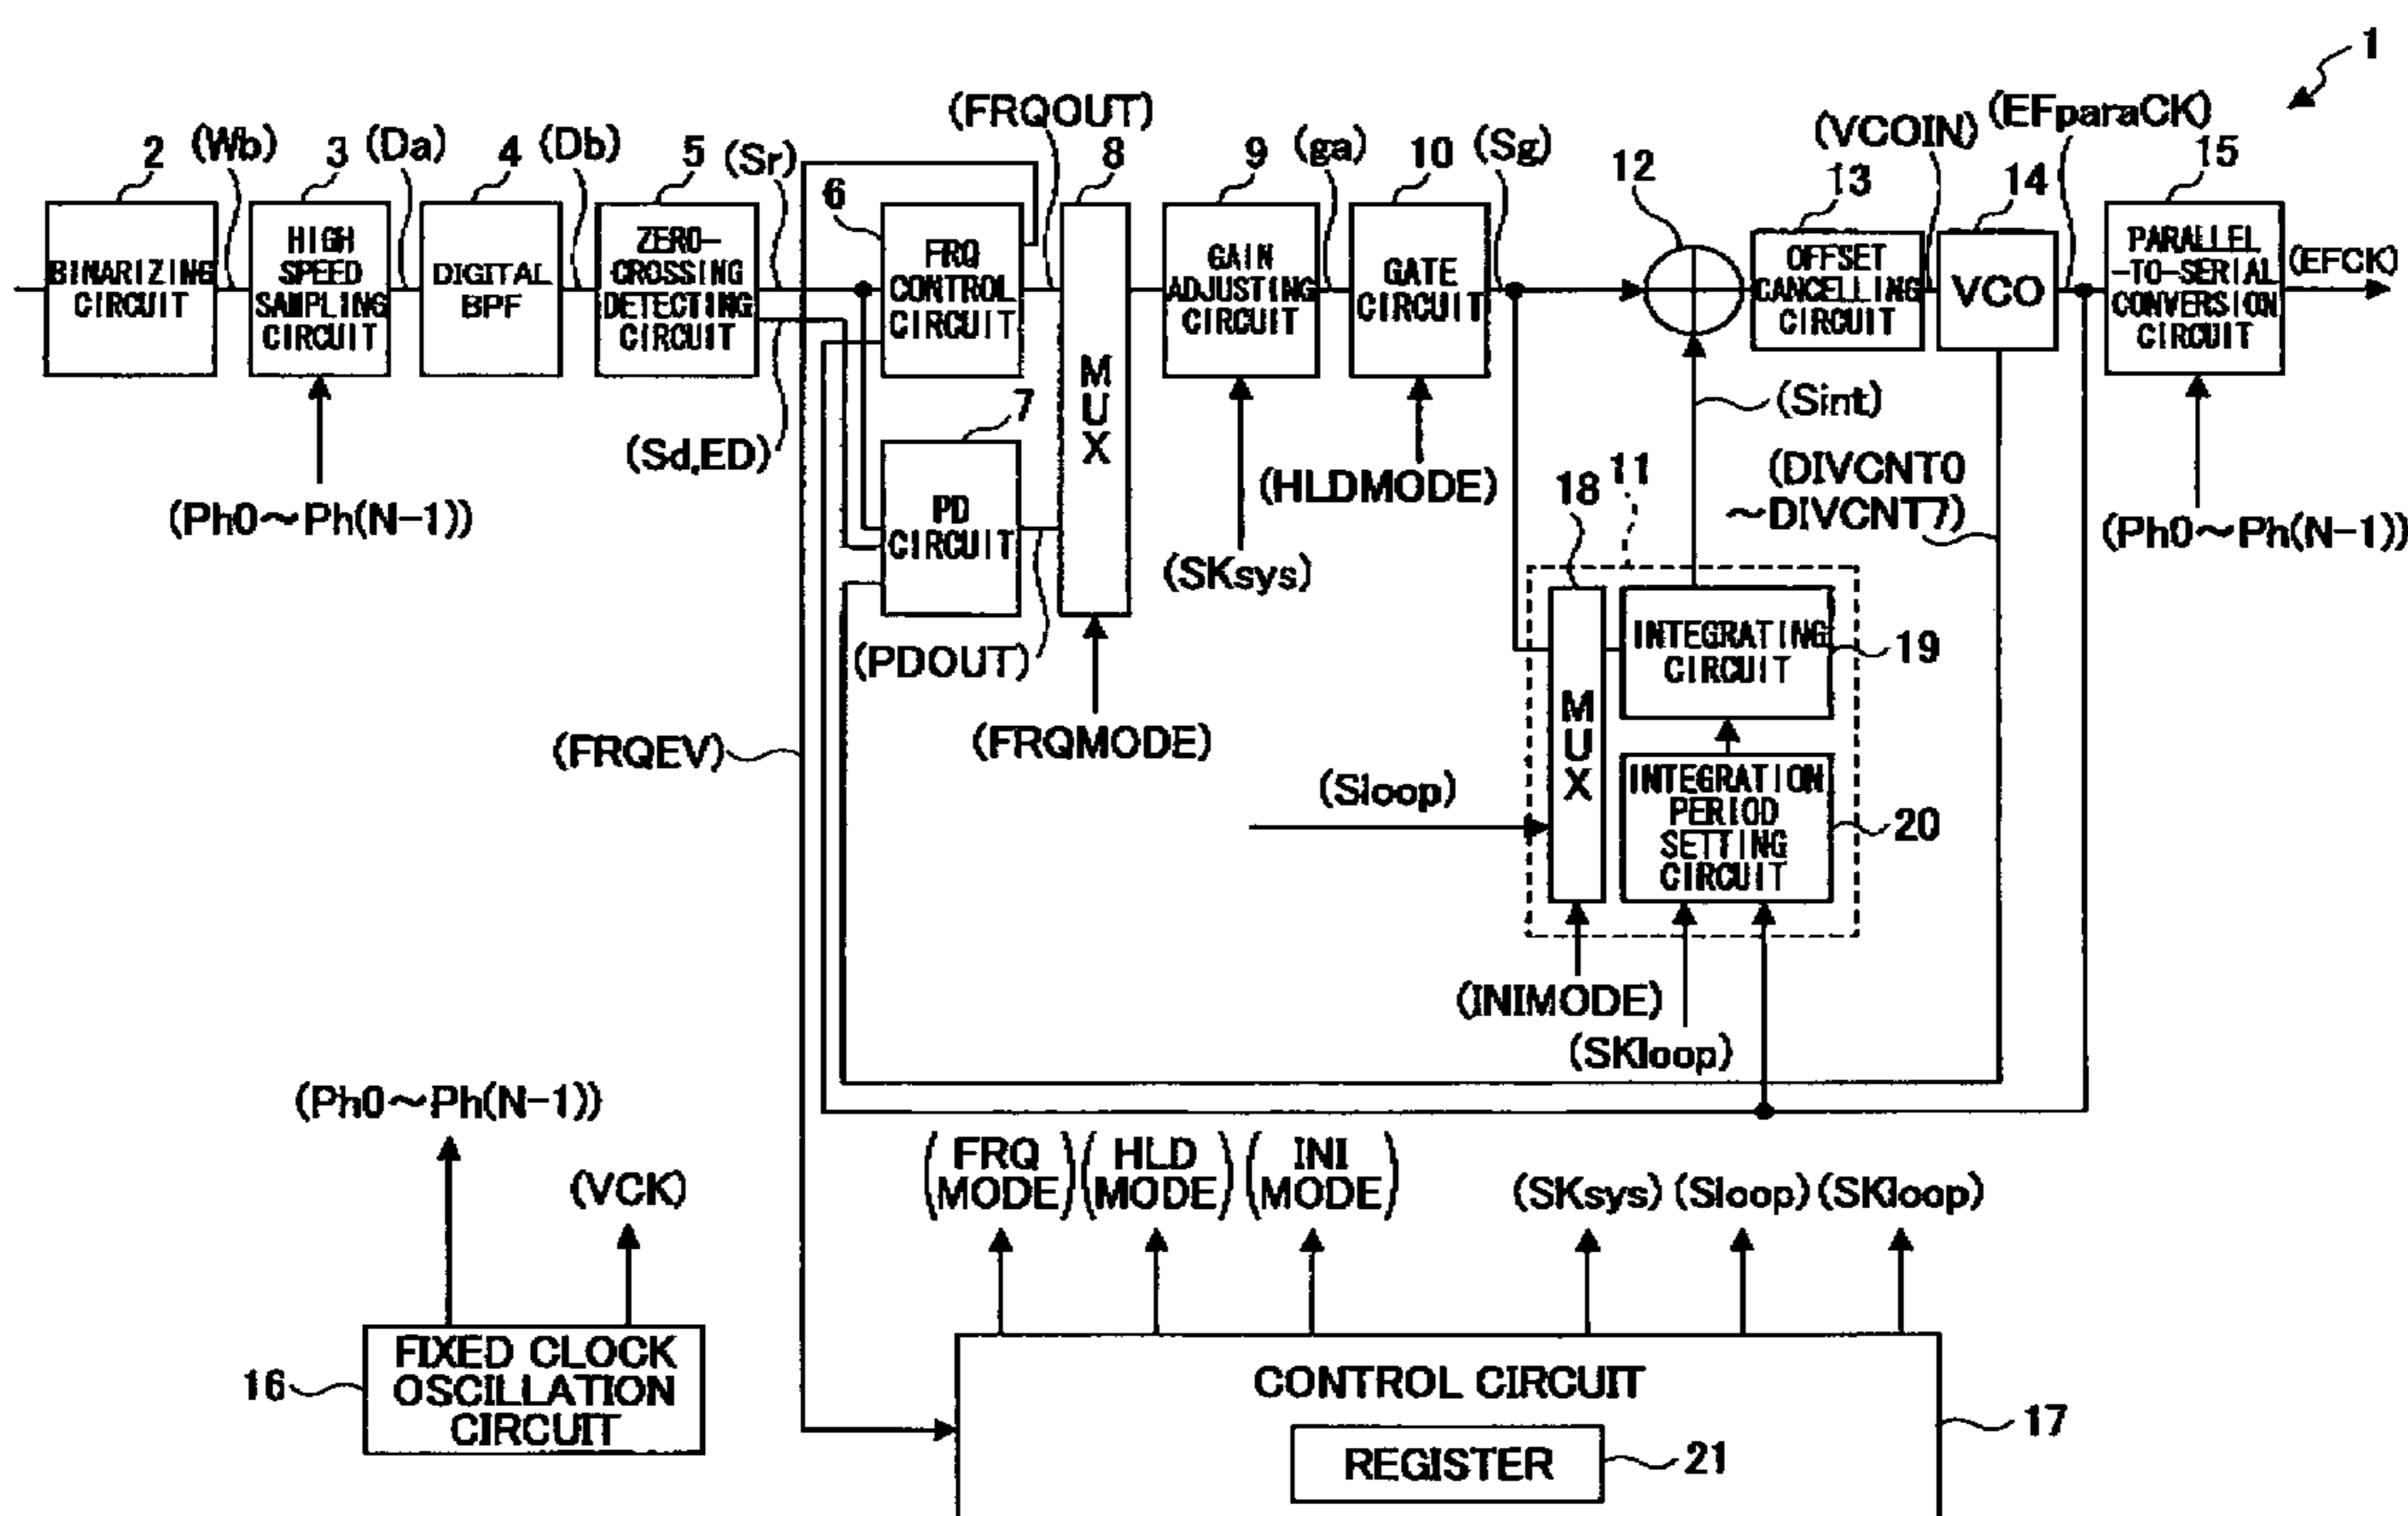 1
(FRQOUT)
(VCOIN)
(EFparaCK)
2
(Wb)
3
(Da)
4
(Db)
5
(Sr)
6
8
9
(ga)
10
(Sg)
12
13
14
15
BINARIZING
CIRCUIT
HIGH
SPEED
SAMPLING
CIRCUIT
DIGITAL
BPF
ZERO-
CROSSING
DETECTING
CIRCUIT
FRQ
CONTROL
CIRCUIT
MUX
GAIN
ADJUSTING
CIRCUIT
GATE
CIRCUIT
OFFSET
CANCELLING
CIRCUIT
VCO
PARALLEL
-TO-SERIAL
CONVERSION
CIRCUIT
(EFCK)
(Ph0~Ph(N-1))
(Sd,ED)
7
PD
CIRCUIT
(PDOUT)
(FRQMODE)
(SKsys)
(HLDMODE)
(Sint)
(DIVCNT0
~DIVCNT7)
(Ph0~Ph(N-1))
18
11
MUX
INTEGRATING
CIRCUIT
19
INTEGRATION
PERIOD
SETTING
CIRCUIT
20
(FRQEV)
(Sloop)
(INIMODE)
(SKloop)
(Ph0~Ph(N-1))
(VCK)
16
FIXED CLOCK
OSCILLATION
CIRCUIT
(FRQ
MODE)
(HLD
MODE)
(INI
MODE)
(SKsys)
(Sloop)
(SKloop)
CONTROL CIRCUIT
17
REGISTER
21